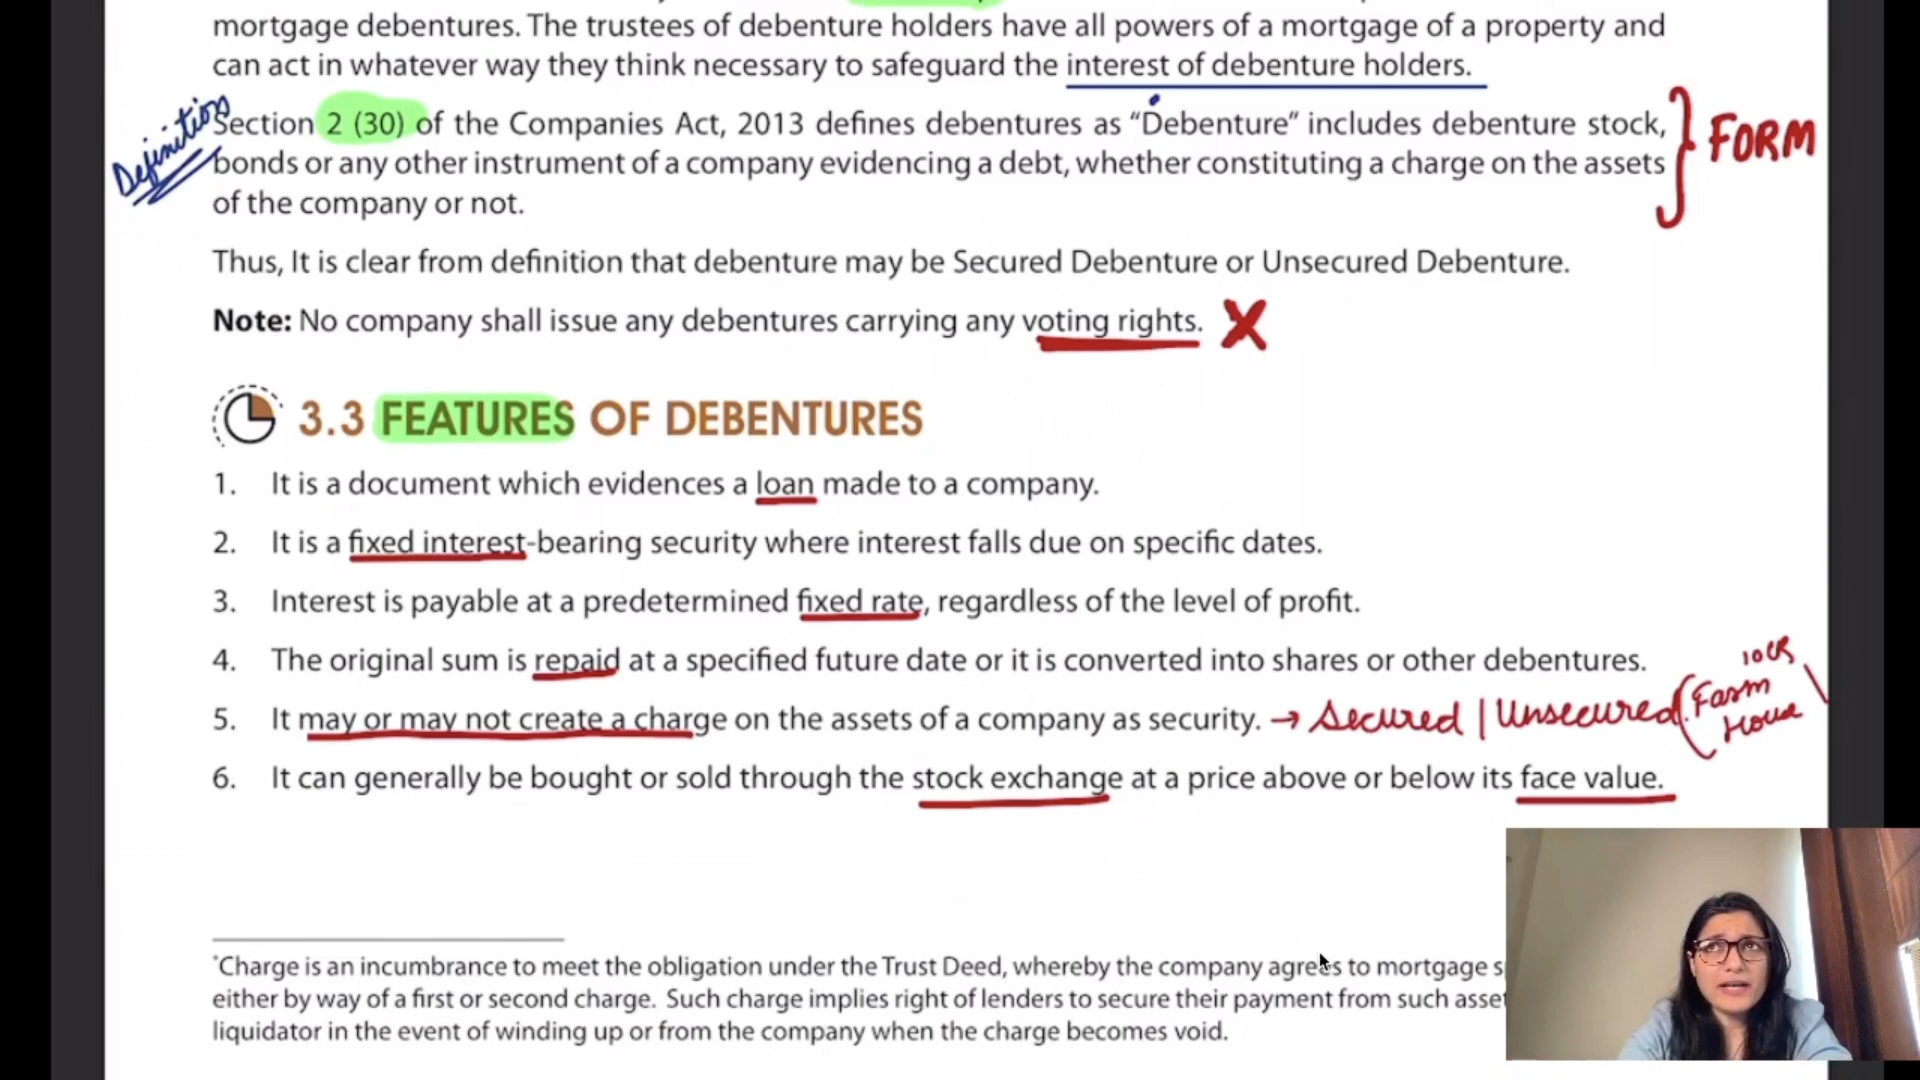 mortgage debentures. The trustees of debenture holders have all powers of a mortgage of a property and
can act in whatever way they think necessary to safeguard the interest of debenture holders.
Definition
Section 2 (30) of the Companies Act, 2013 defines debentures as “Debenture” includes debenture stock,
bonds or any other instrument of a company evidencing a debt, whether constituting a charge on the assets
of the company or not.
FORM
Thus, It is clear from definition that debenture may be Secured Debenture or Unsecured Debenture.
Note: No company shall issue any debentures carrying any voting rights. X
3.3 FEATURES OF DEBENTURES
1. It is a document which evidences a loan made to a company.
2. It is a fixed interest-bearing security where interest falls due on specific dates.
3. Interest is payable at a predetermined fixed rate, regardless of the level of profit.
4. The original sum is repaid at a specified future date or it is converted into shares or other debentures.
5. It may or may not create a charge on the assets of a company as security. → Secured | Unsecured
10 CR
Farm
House
6. It can generally be bought or sold through the stock exchange at a price above or below its face value.
*Charge is an incumbrance to meet the obligation under the Trust Deed, whereby the company agrees to mortgage
either by way of a first or second charge. Such charge implies right of lenders to secure their payment from such
liquidator in the event of winding up or from the company when the charge becomes void.